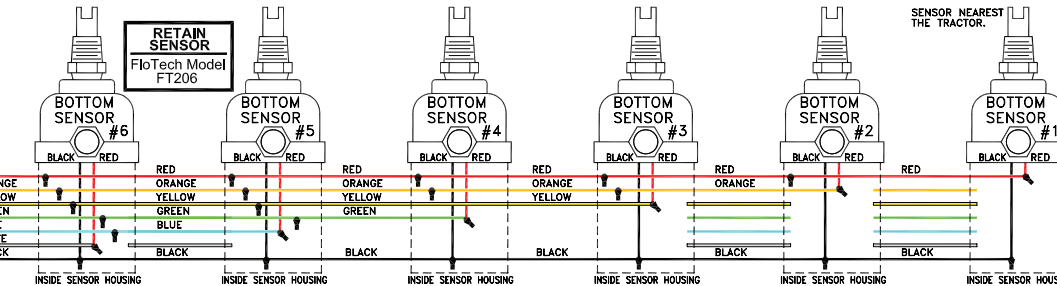 SENSOR NEAREST
THE TRACTOR.
RETAIN
SENSOR
FloTech Model
FT206
BOTTOM
SENSOR
#6
BOTTOM
SENSOR
#5
BOTTOM
SENSOR
#4
BOTTOM
SENSOR
#3
BOTTOM
SENSOR
#2
BOTTOM
SENSOR
#1
BLACK RED
BLACK RED
BLACK RED
BLACK RED
BLACK RED
BLACK RED
RED RED RED RED RED
ORANGE ORANGE ORANGE ORANGE
YELLOW YELLOW YELLOW
GREEN GREEN
BLUE
BLACK BLACK BLACK BLACK BLACK
INSIDE SENSOR HOUSING
INSIDE SENSOR HOUSING
INSIDE SENSOR HOUSING
INSIDE SENSOR HOUSING
INSIDE SENSOR HOUSING
INSIDE SENSOR HOUS